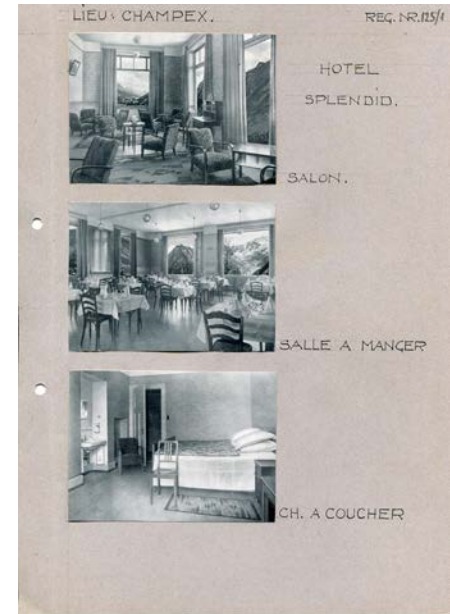 LIEU: CHAMPEX.
REG. NR. 125/1
HOTEL
SPLENDID.
SALON.
SALLE A MANGER
CH. A COUCHER